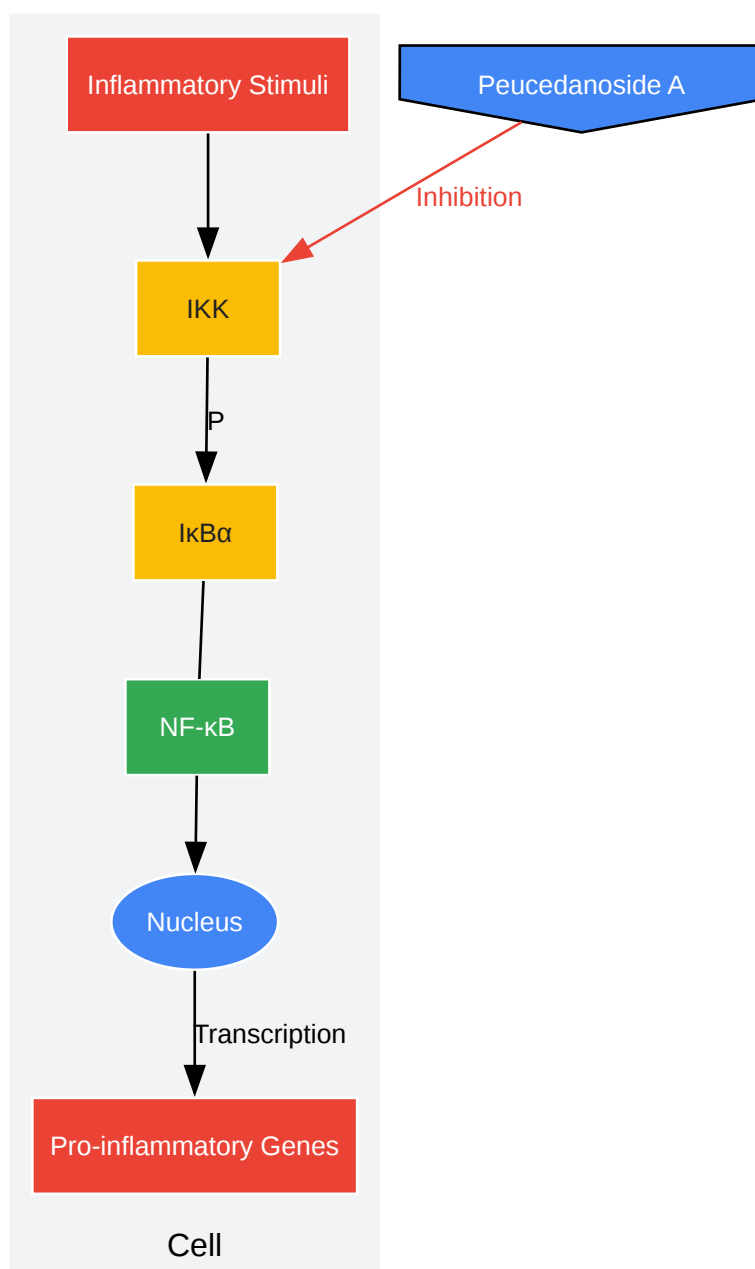 Inflammatory Stimuli
Peucedanoside A
Inhibition
IKK
P
IκBα
NF-κB
Nucleus
Transcription
Pro-inflammatory Genes
Cell